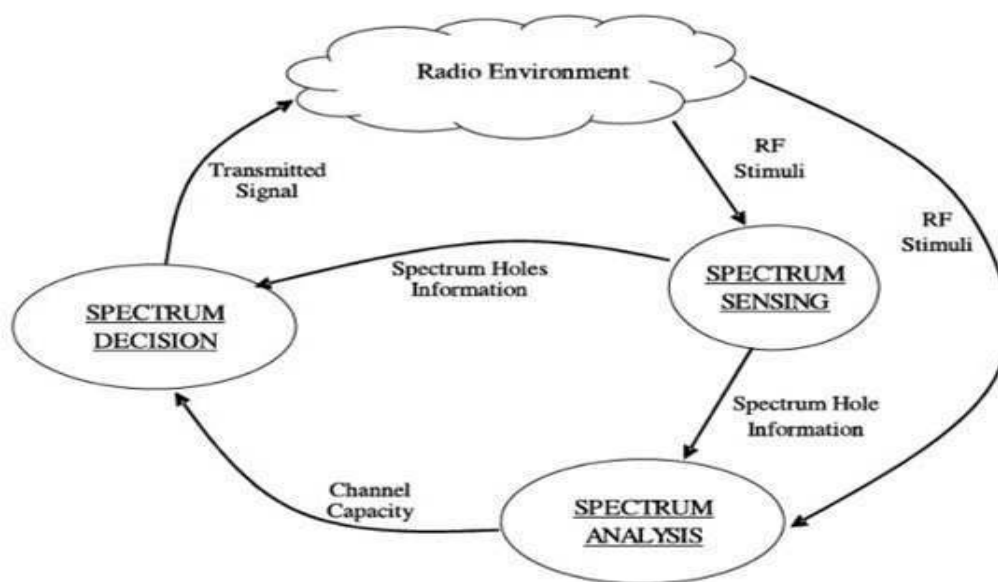 Radio Environment
RF
Stimuli
Transmitted
Signal
RF
Stimuli
Spectrum Holes
Information
SPECTRUM
SENSING
SPECTRUM
DECISION
Spectrum Hole
Information
Channel
Capacity
SPECTRUM
ANALYSIS